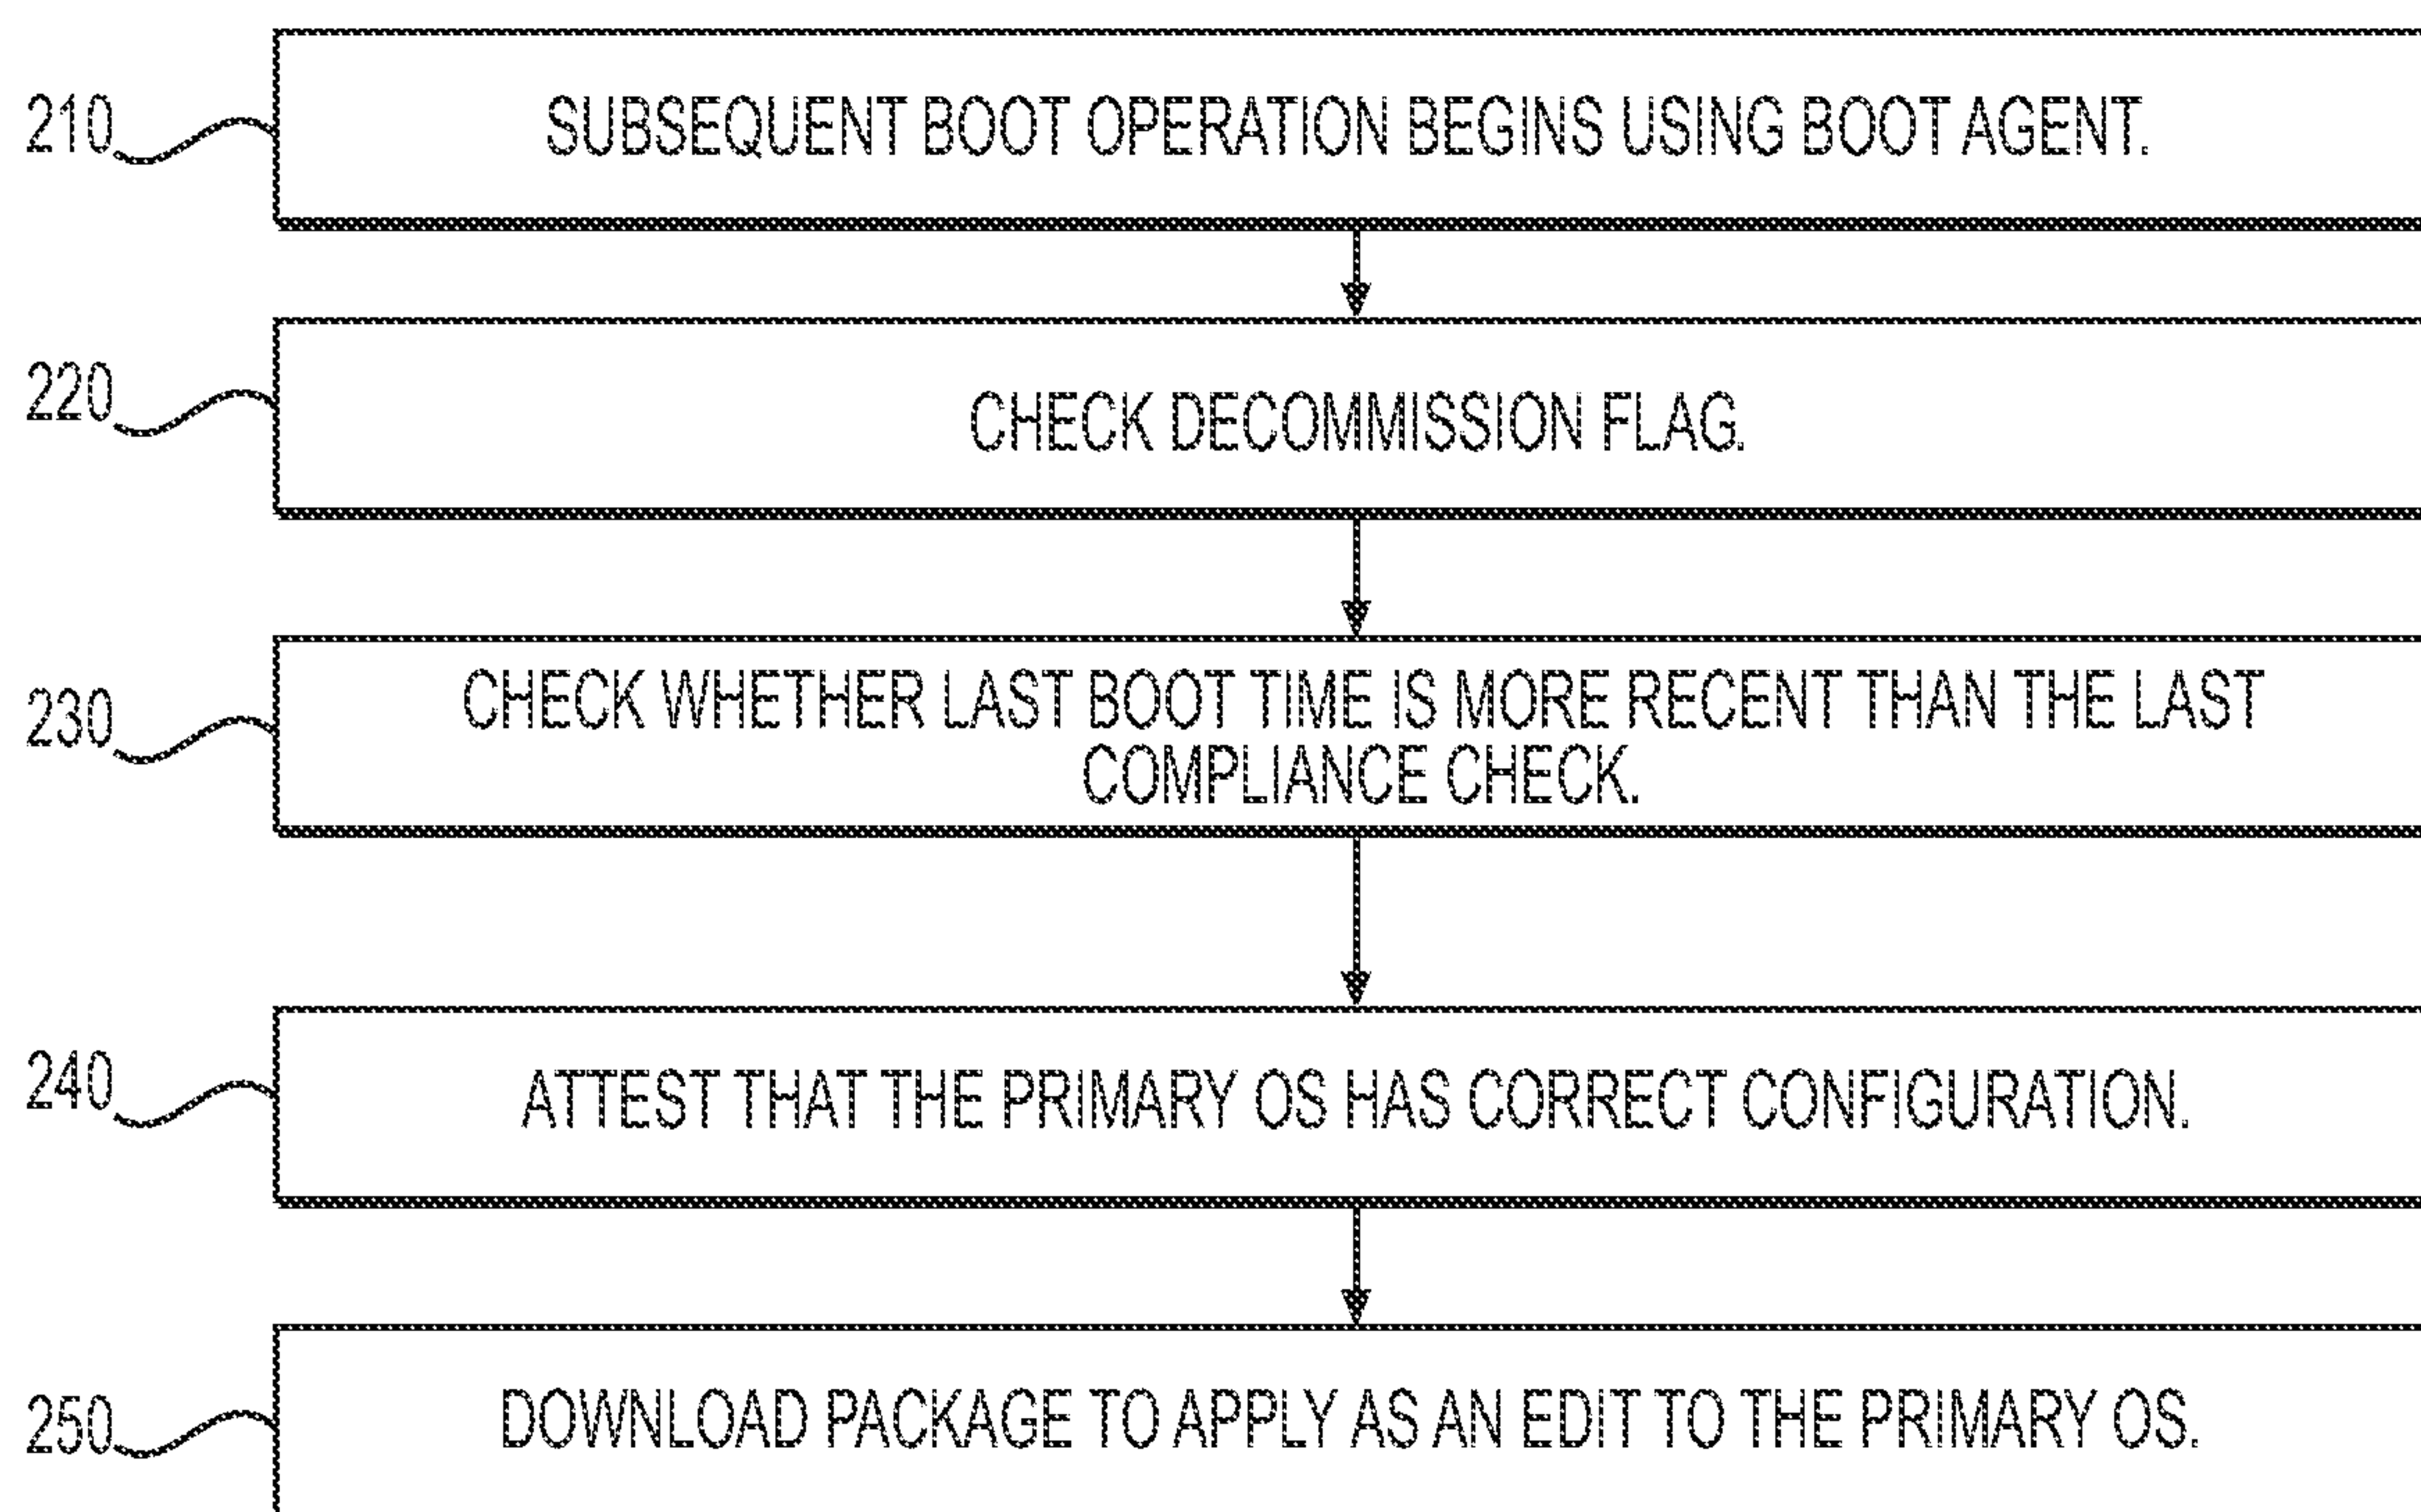 210
SUBSEQUENT BOOT OPERATION BEGINS USING BOOT AGENT.
220
CHECK DECOMMISSION FLAG.
230
CHECK WHETHER LAST BOOT TIME IS MORE RECENT THAN THE LAST
COMPLIANCE CHECK.
240
ATTEST THAT THE PRIMARY OS HAS CORRECT CONFIGURATION.
250
DOWNLOAD PACKAGE TO APPLY AS AN EDIT TO THE PRIMARY OS.